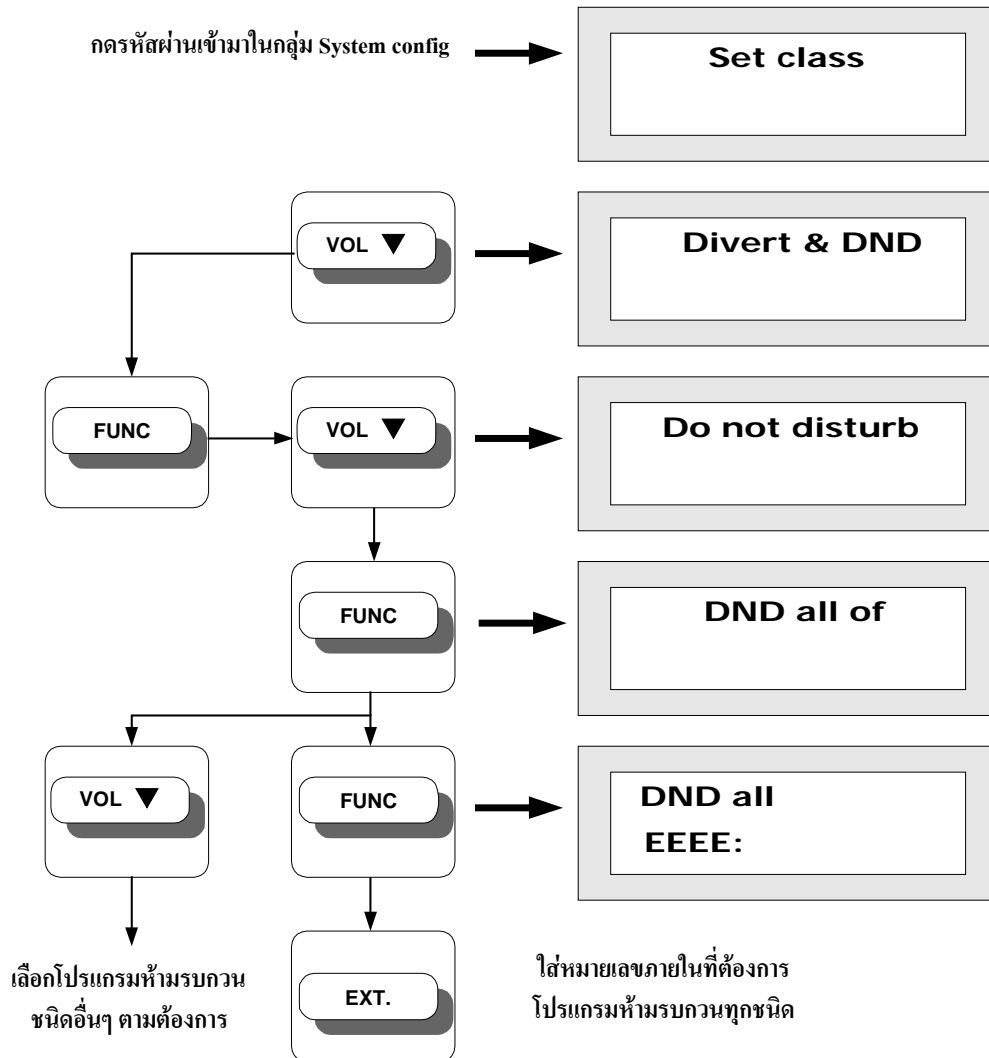 กดรหัสผ่านเข้ามาในกลุ่ม System config
Set class
VOL ▼
Divert & DND
FUNC
VOL ▼
Do not disturb
FUNC
DND all of
VOL ▼
FUNC
DND all
EEEE:
เลือกโปรแกรมห้ามรบกวน
ชนิดอื่นๆ ตามต้องการ
EXT.
ใส่หมายเลขภายในที่ต้องการ
โปรแกรมห้ามรบกวนทุกชนิด